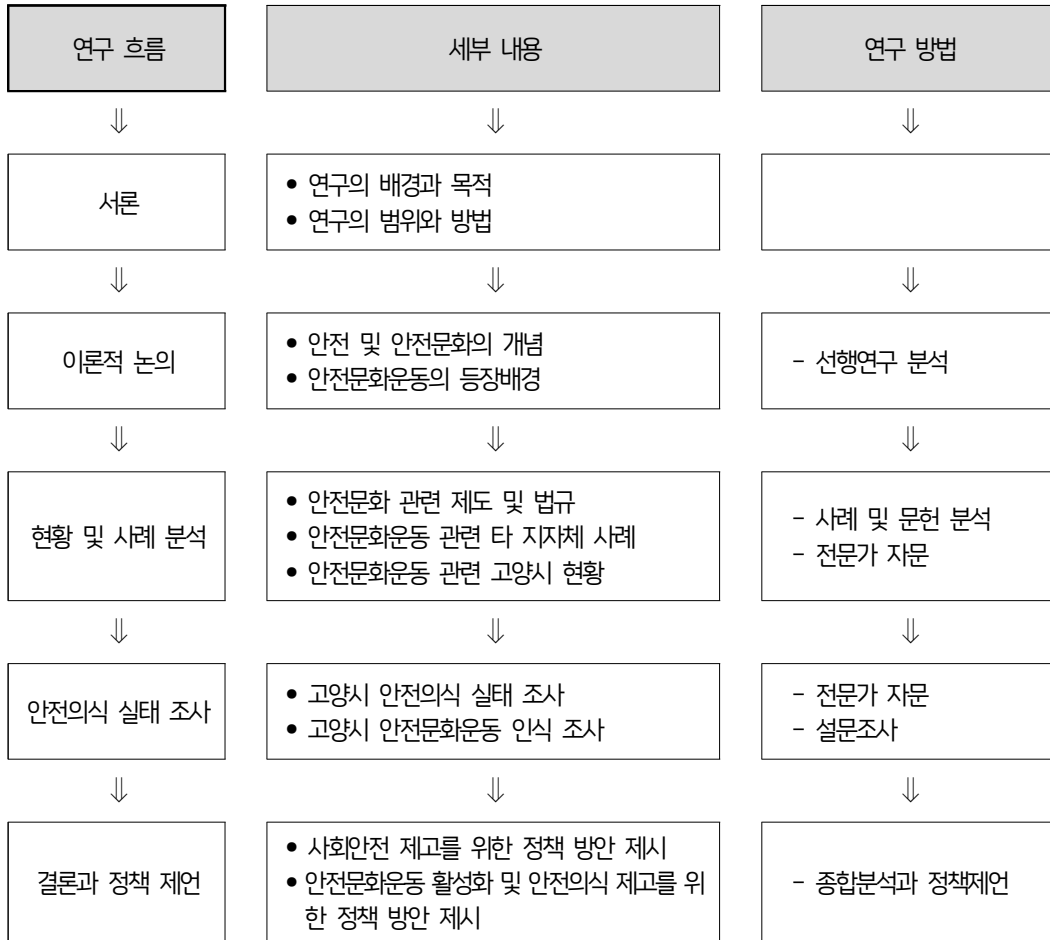 연구 흐름
세부 내용
연구 방법
⇓
⇓
⇓
서론
• 연구의 배경과 목적
• 연구의 범위와 방법
⇓
⇓
⇓
이론적 논의
• 안전 및 안전문화의 개념
• 안전문화운동의 등장배경
- 선행연구 분석
⇓
⇓
⇓
현황 및 사례 분석
• 안전문화 관련 제도 및 법규
• 안전문화운동 관련 타 지자체 사례
• 안전문화운동 관련 고양시 현황
- 사례 및 문헌 분석
- 전문가 자문
⇓
⇓
⇓
안전의식 실태 조사
• 고양시 안전의식 실태 조사
• 고양시 안전문화운동 인식 조사
- 전문가 자문
- 설문조사
⇓
⇓
⇓
결론과 정책 제언
• 사회안전 제고를 위한 정책 방안 제시
• 안전문화운동 활성화 및 안전의식 제고를 위
한 정책 방안 제시
- 종합분석과 정책제언